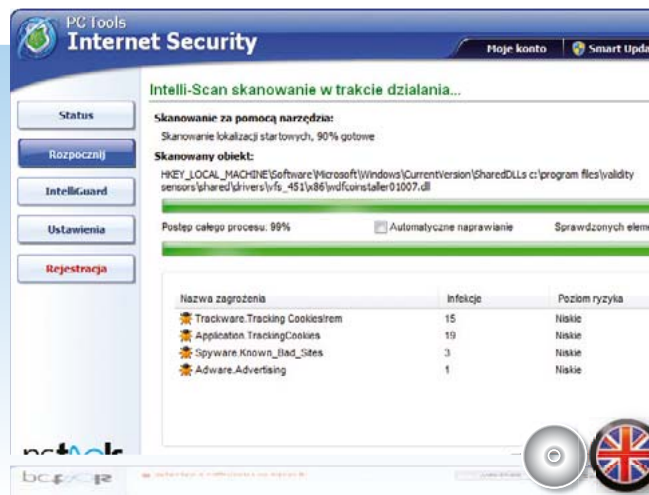 PC Tools
Internet Security
Moje konto
Smart Upda
Intelli-Scan skanowanie w trakcie działania...
Status
Rozpocznij
IntelliGuard
Ustawienia
Rejestracja
Skanowanie za pomocą narzędzia:
Skanowanie lokalizacji startowych, 90% gotowe
Skanowany obiekt:
HKEY_LOCAL_MACHINE\Software\Microsoft\Windows\CurrentVersion\SharedDLLs c:\program files\validity
sensors\shared\drivers\vfs_451\x86\wdfcoinstaller01007.dll
Postęp całego procesu: 99%
Automatyczne naprawianie
Sprawdzonych eleme
Nazwa zagrożenia Infekcje Poziom ryzyka
Trackware.Tracking Cookies!rem 15 Niskie
Application.TrackingCookies 19 Niskie
Spyware.Known_Bad_Sites 3 Niskie
Adware.Advertising 1 Niskie